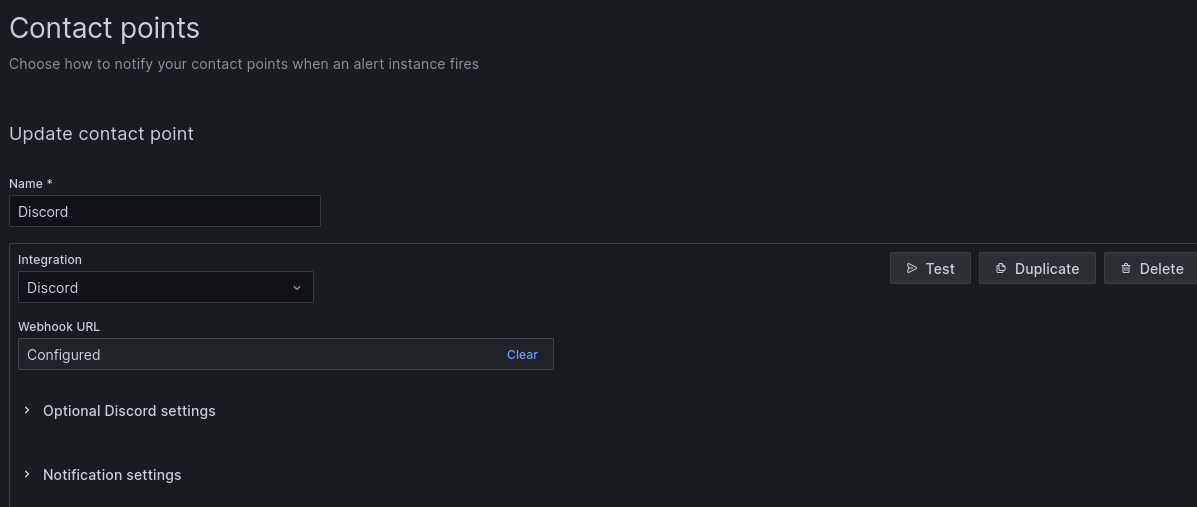 Contact points
Choose how to notify your contact points when an alert instance fires
Update contact point
Name *
Discord
Integration
Test
Duplicate
Delete
Discord
Webhook URL
Configured
Clear
Optional Discord settings
Notification settings